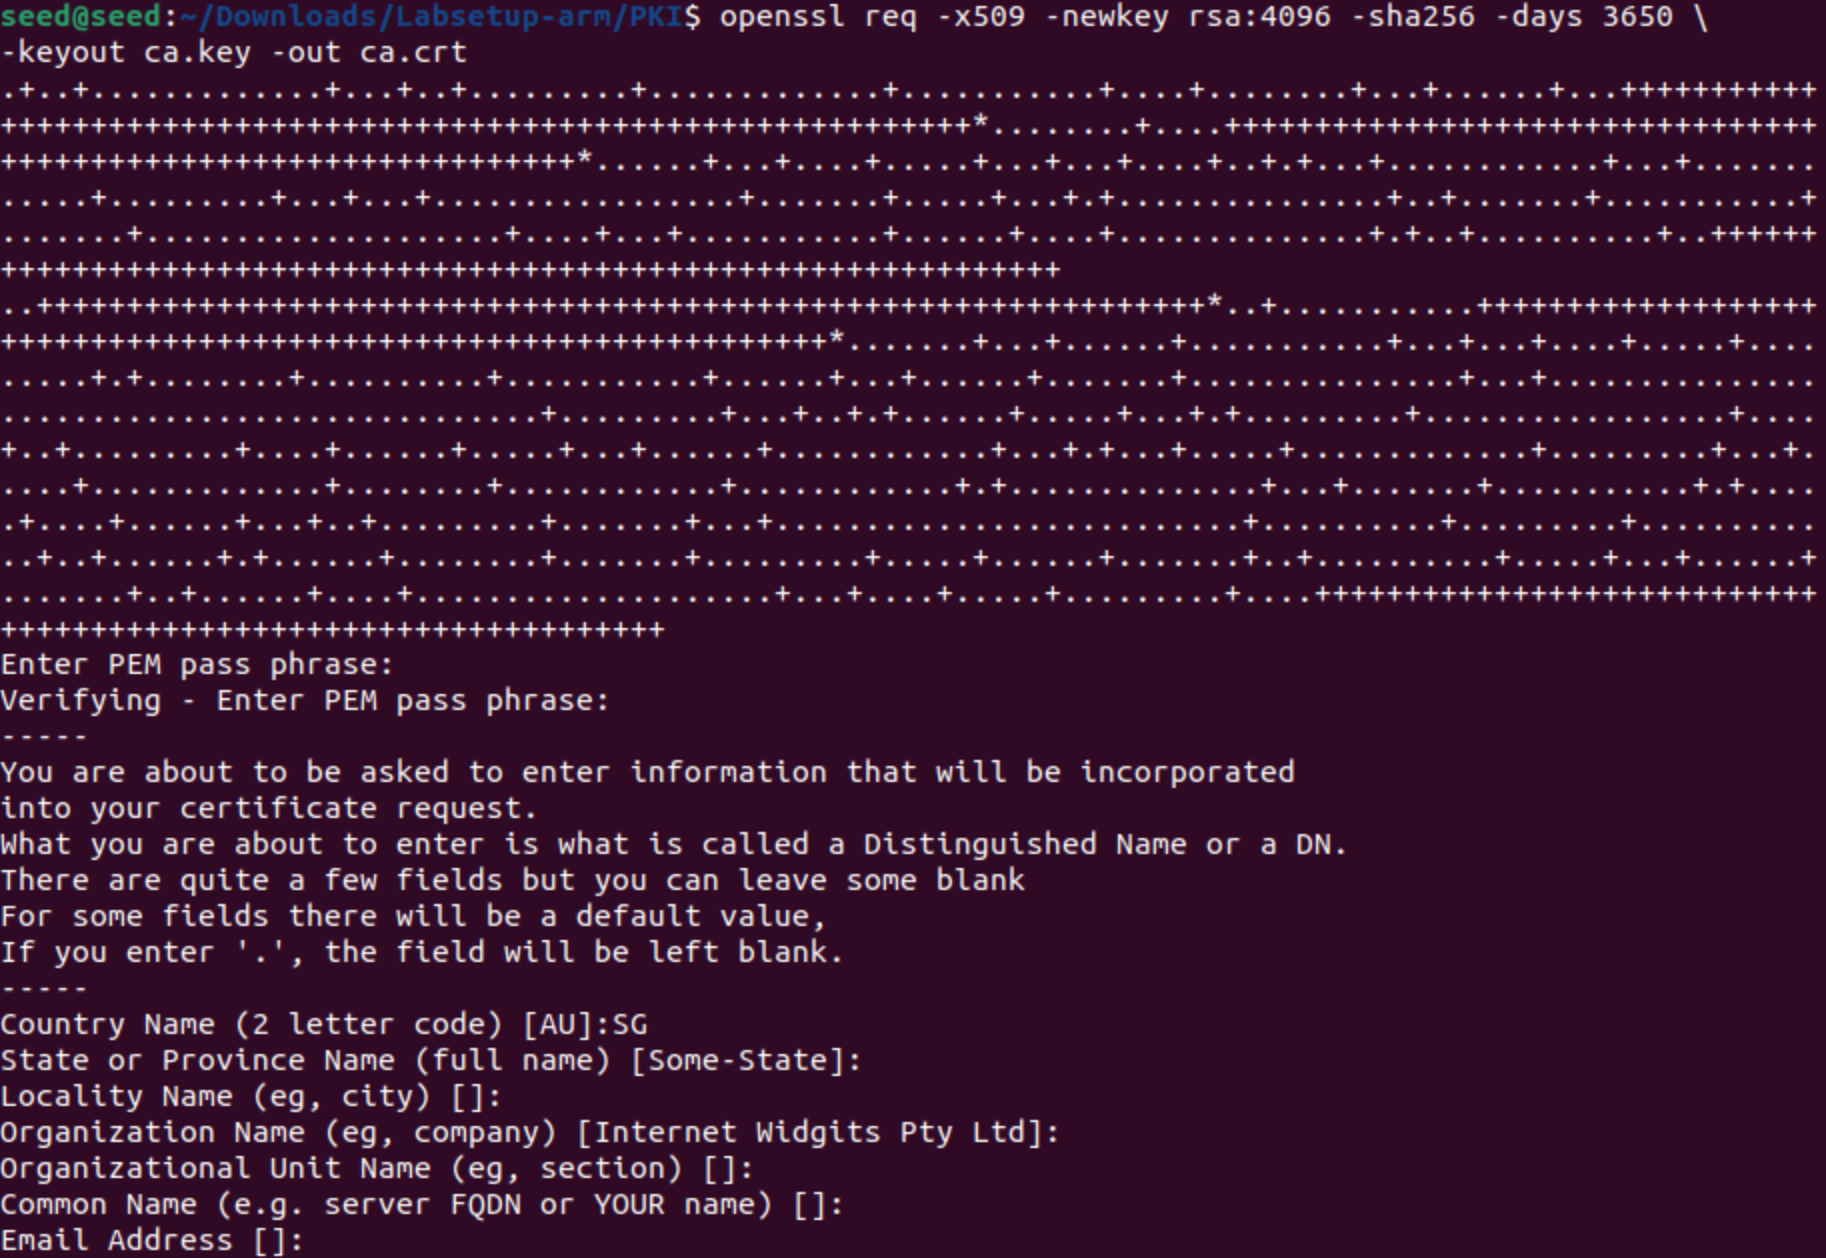 seed@seed:~/Downloads/Labsetup-arm/PKI$ openssl req -x509 -newkey rsa:4096 -sha256 -days 3650 \
-keyout ca.key -out ca.crt
Enter PEM pass phrase:
Verifying - Enter PEM pass phrase:
-----
You are about to be asked to enter information that will be incorporated
into your certificate request.
What you are about to enter is what is called a Distinguished Name or a DN.
There are quite a few fields but you can leave some blank
For some fields there will be a default value,
If you enter '.', the field will be left blank.
-----
Country Name (2 letter code) [AU]:SG
State or Province Name (full name) [Some-State]:
Locality Name (eg, city) []:
Organization Name (eg, company) [Internet Widgits Pty Ltd]:
Organizational Unit Name (eg, section) []:
Common Name (e.g. server FQDN or YOUR name) []:
Email Address []: